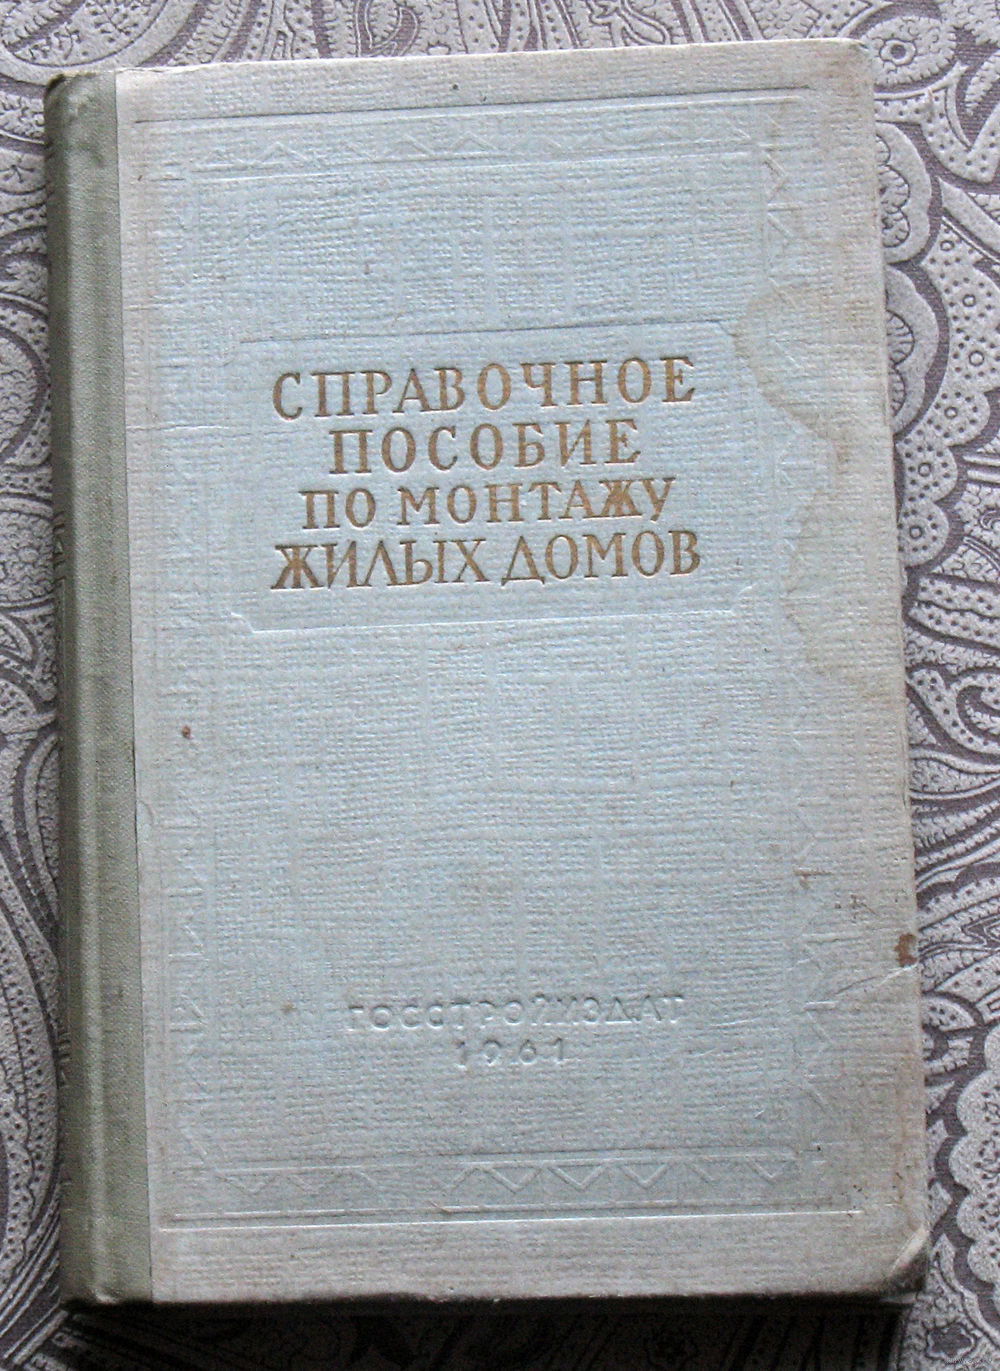 СПРАВОЧНОЕ
ПОСОБИЕ
ПО МОНТАЖУ
ЖИЛЫХ ДОМОВ
ГОССТРОЙИЗДАТ
1961